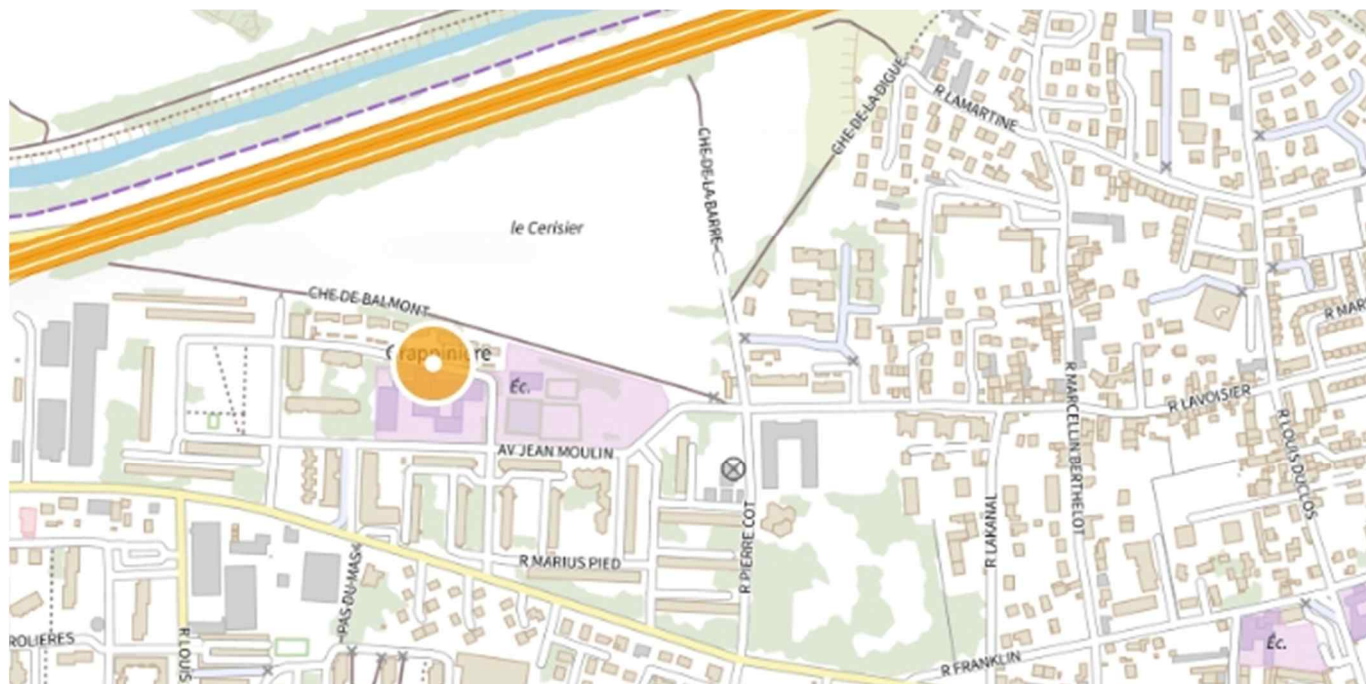 R LAMARTINE
CHE-DE-LA-DIGUE
CHE-DE-LA-BARRE
le Cerisier
CHE-DE-BALMONT
R MAR
Grappinière
Éc.
R LAVOISIER
R MARCELLIN BERTHELOT
R LOUIS DUCLOS
AV JEAN MOULIN
R PIERRE COT
R LAKANAL
R MARIUS PIED
PAS-DU-MAS
ROLIERES
R LOUIS
R FRANKLIN
Éc.